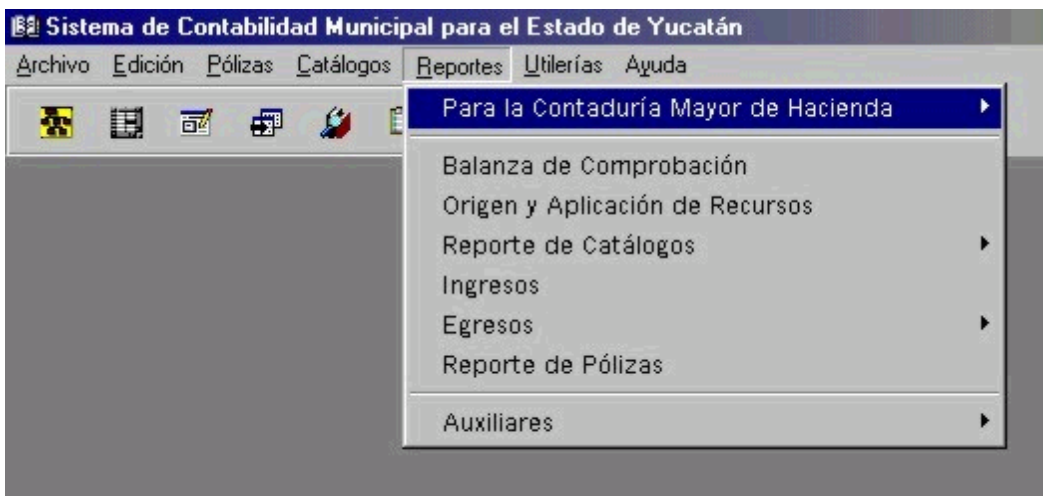 Sistema de Contabilidad Municipal para el Estado de Yucatán
Archivo Edición Pólizas Catálogos Reportes Utilerías Ayuda
Para la Contaduría Mayor de Hacienda
Balanza de Comprobación
Origen y Aplicación de Recursos
Reporte de Catálogos
Ingresos
Egresos
Reporte de Pólizas
Auxiliares